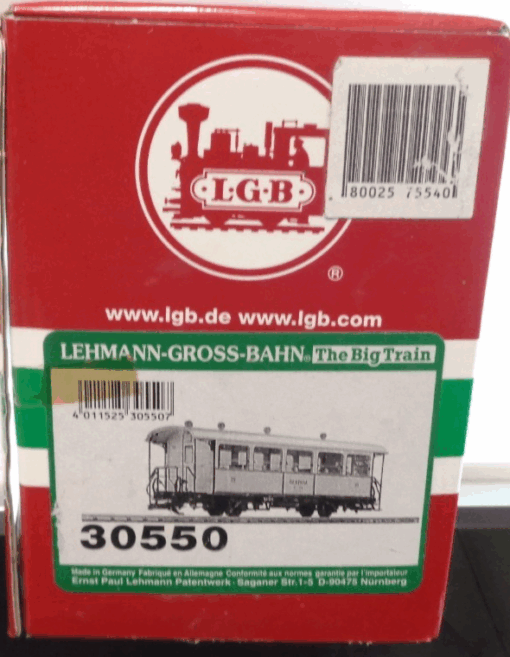 80025 75540
L·G·B
®
www.lgb.de www.lgb.com
LEHMANN-GROSS-BAHN® The Big Train
4 011525 305507
30550
Made in Germany Fabriqué en Allemagne Conformité aux normes garantie par l'importateur
Ernst Paul Lehmann Patentwerk · Saganer Str. 1-5 D-90475 Nürnberg